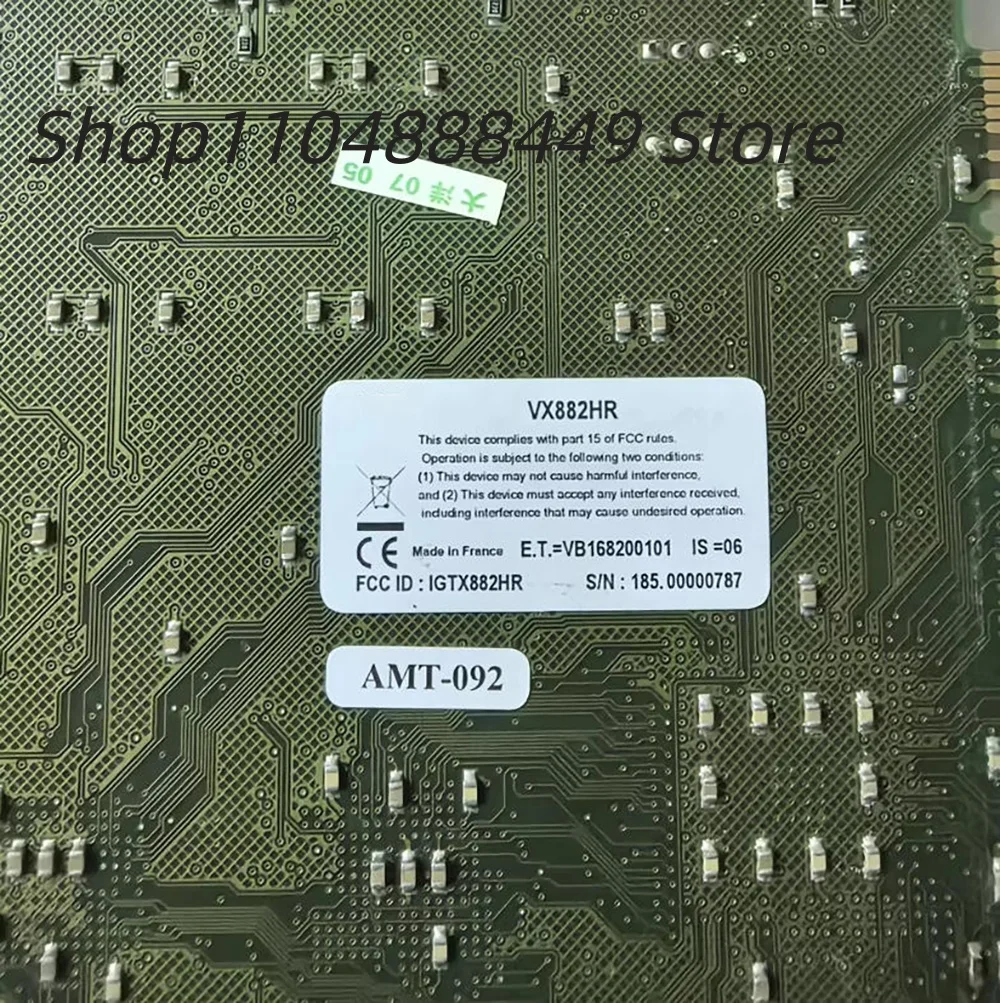 Shop1104888449 Store
大洋 07 05
VX882HR
This device complies with part 15 of FCC rules.
Operation is subject to the following two conditions:
(1) This device may not cause harmful interference,
and (2) This device must accept any interference received,
including interference that may cause undesired operation.
CE Made in France E.T.=VB168200101 IS =06
FCC ID : IGTX882HR S/N : 185.00000787
AMT-092